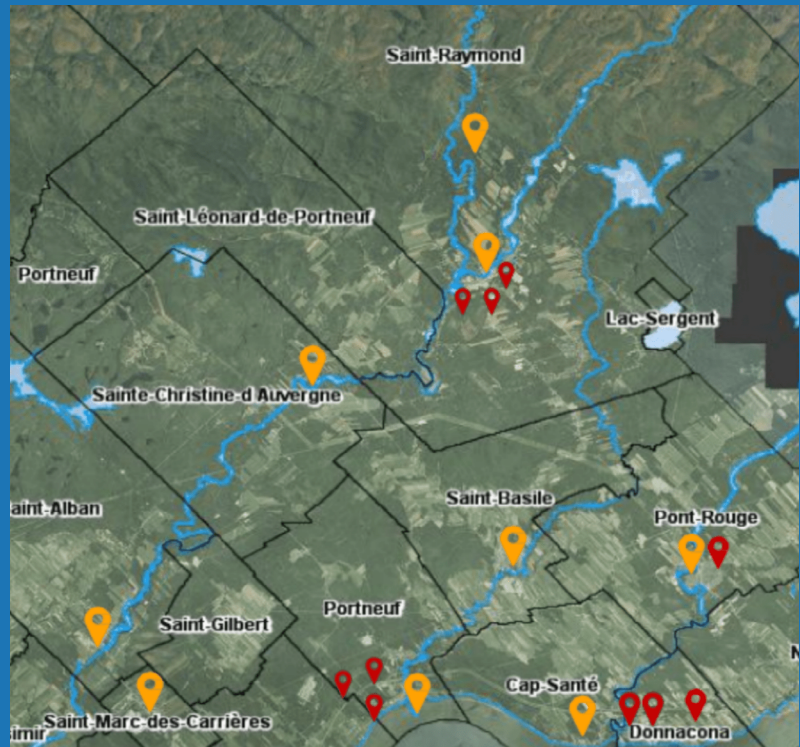 Saint-Raymond
Saint-Léonard-de-Portneuf
Portneuf
Lac-Sergent
Sainte-Christine-d Auvergne
aint-Alban
Saint-Basile
Pont-Rouge
Portneuf
Saint-Gilbert
Cap-Santé
Saint-Marc-des-Carrières
simir
Donnacona
N